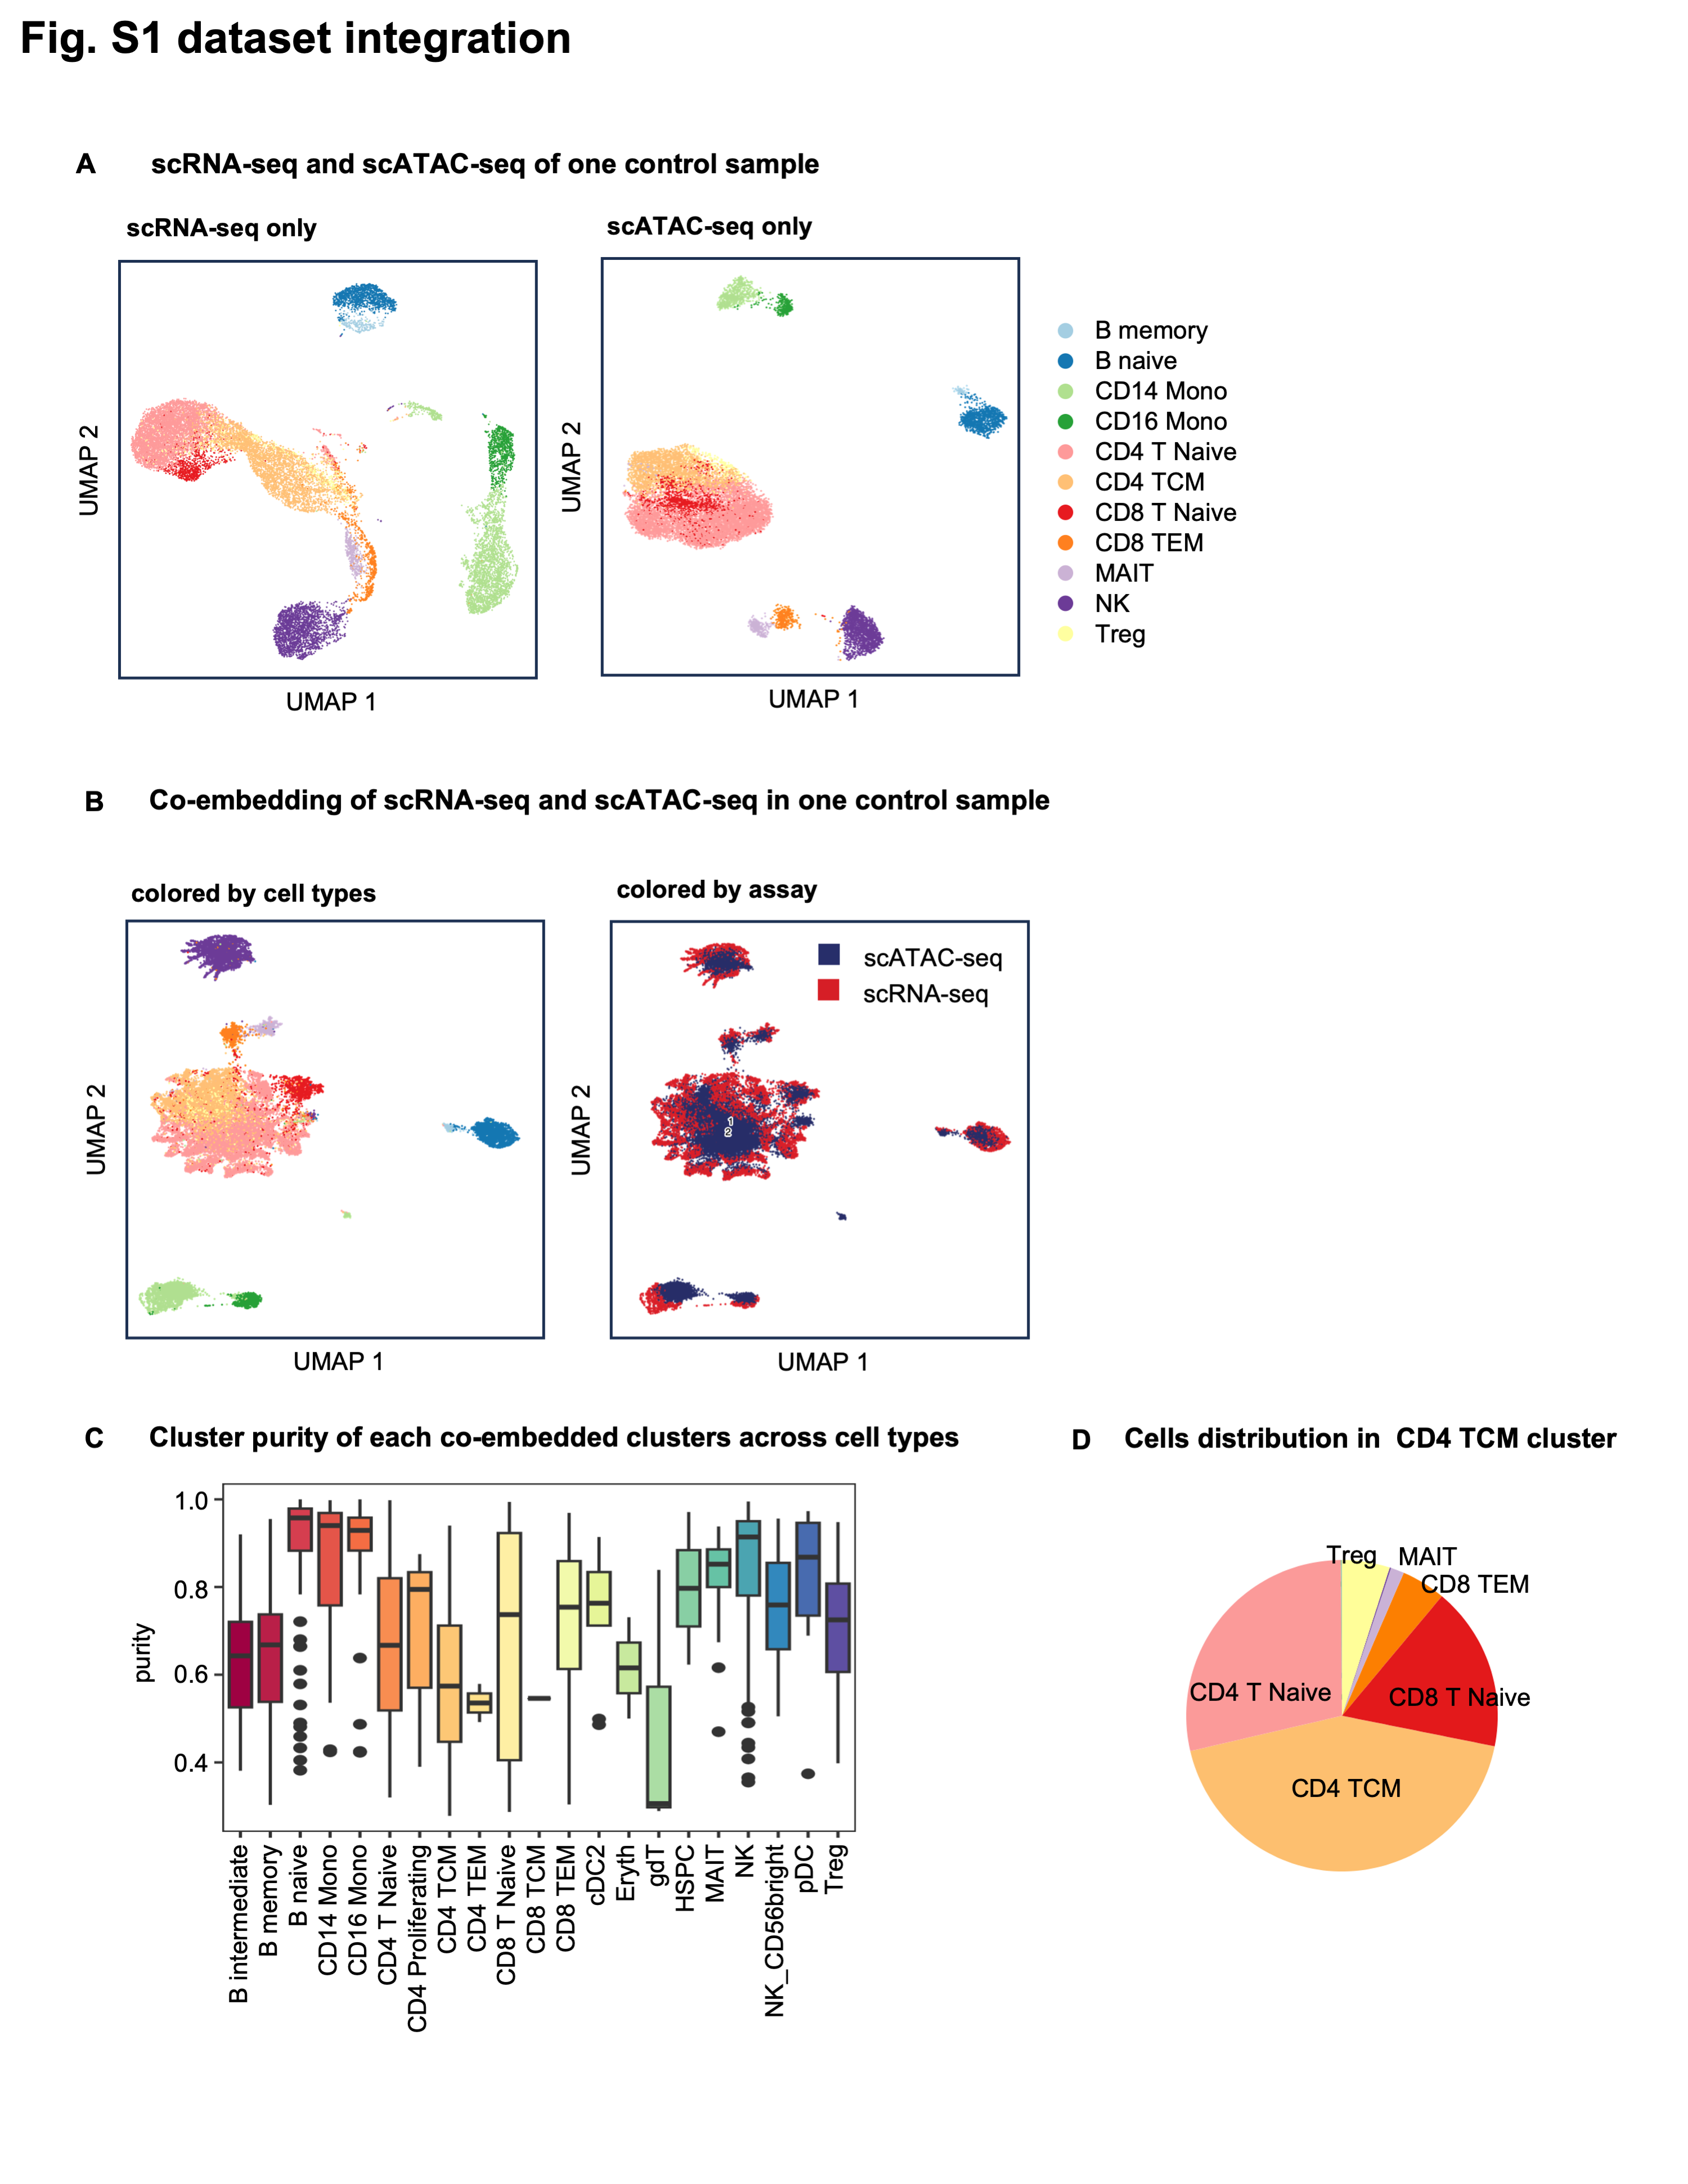 Fig. S1 dataset integration
A scRNA-seq and scATAC-seq of one control sample
scRNA-seq only
scATAC-seq only
UMAP 2
UMAP 1
UMAP 2
UMAP 1
B memory
B naive
CD14 Mono
CD16 Mono
CD4 T Naive
CD4 TCM
CD8 T Naive
CD8 TEM
MAIT
NK
Treg
B Co-embedding of scRNA-seq and scATAC-seq in one control sample
colored by cell types
colored by assay
UMAP 2
UMAP 1
UMAP 2
UMAP 1
scATAC-seq
scRNA-seq
1
2
C Cluster purity of each co-embedded clusters across cell types
purity
1.0
0.8
0.6
0.4
B intermediate
B memory
B naive
CD14 Mono
CD16 Mono
CD4 T Naive
CD4 Proliferating
CD4 TCM
CD4 TEM
CD8 T Naive
CD8 TCM
CD8 TEM
cDC2
Eryth
gdT
HSPC
MAIT
NK
NK_CD56bright
pDC
Treg
D Cells distribution in CD4 TCM cluster
Treg
MAIT
CD8 TEM
CD4 T Naive
CD8 T Naive
CD4 TCM